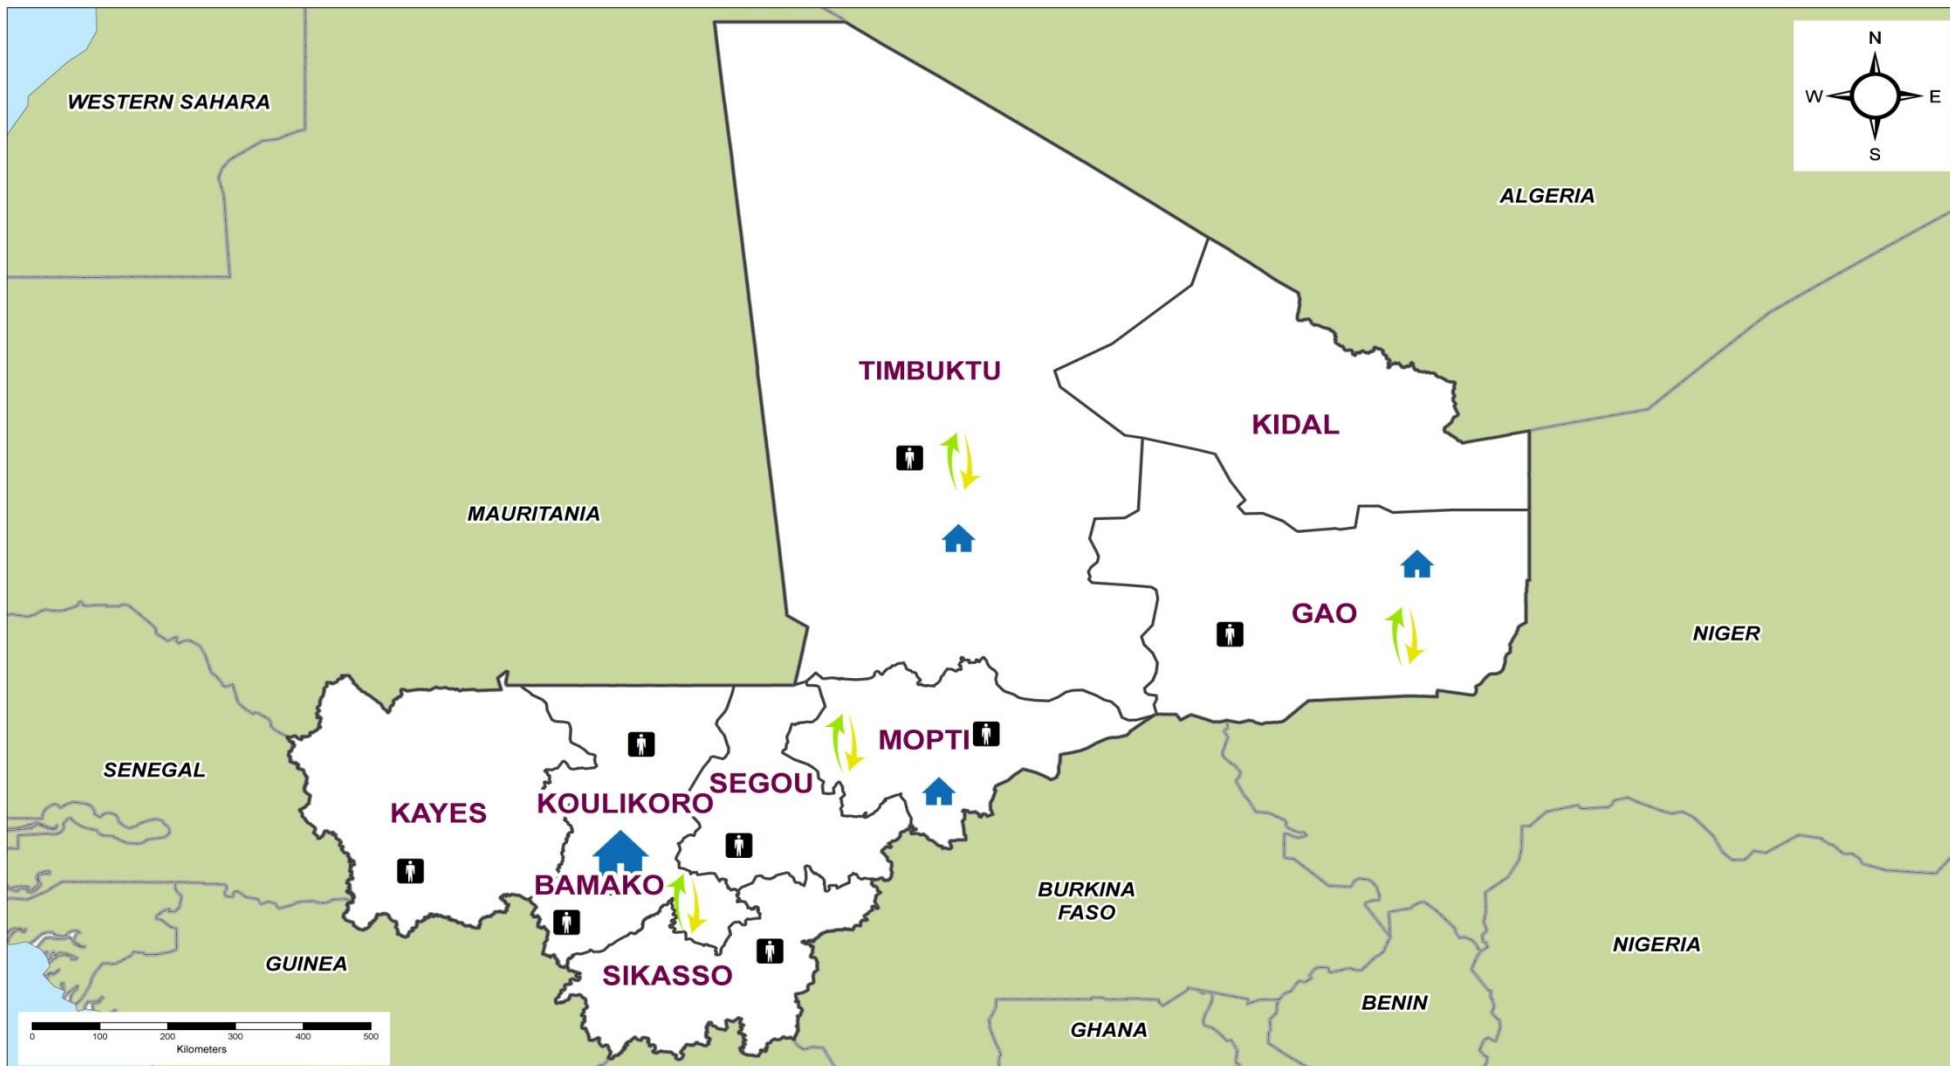 N
WESTERN SAHARA
W
E
S
ALGERIA
TIMBUKTU
KIDAL
MAURITANIA
GAO
NIGER
MOPTI
SENEGAL
SEGOU
KOULIKORO
KAYES
BAMAKO
BURKINA
FASO
NIGERIA
GUINEA
SIKASSO
BENIN
GHANA
0 100 200 300 400 500
Kilometers